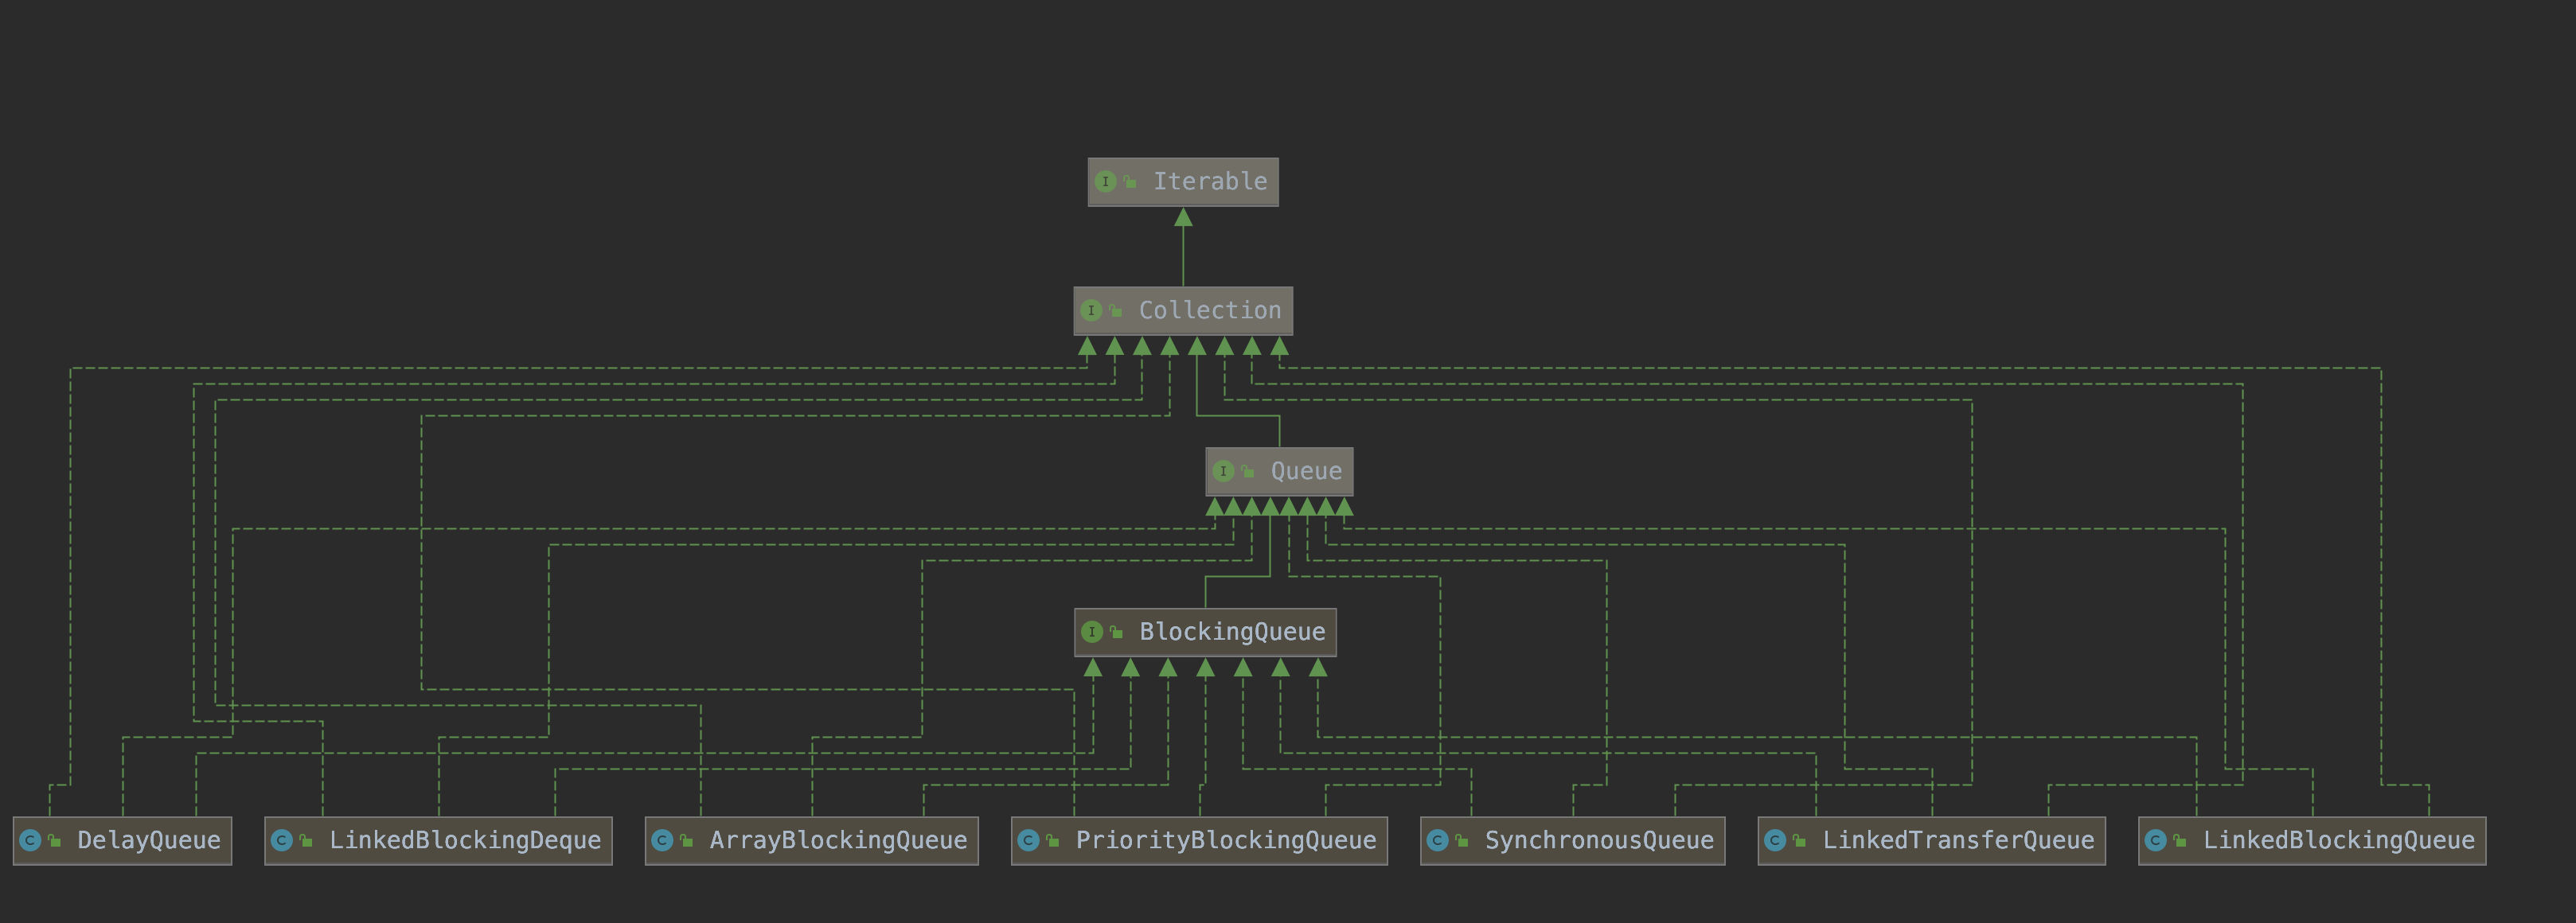 I Iterable
I Collection
I Queue
I BlockingQueue
C DelayQueue
C LinkedBlockingDeque
C ArrayBlockingQueue
C PriorityBlockingQueue
C SynchronousQueue
C LinkedTransferQueue
C LinkedBlockingQueue